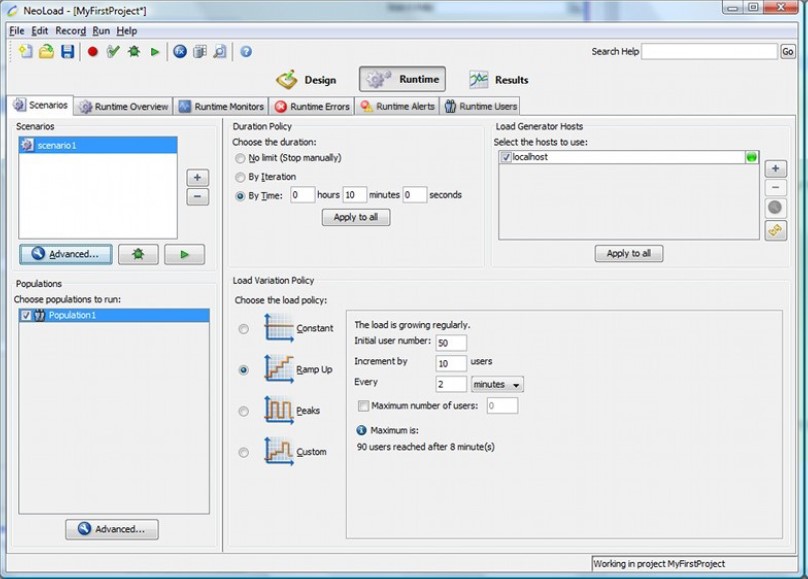 NeoLoad - [MyFirstProject*]
File Edit Record Run Help
Search Help Go
Design Runtime Results
Scenarios Runtime Overview Runtime Monitors Runtime Errors Runtime Alerts Runtime Users
Scenarios
scenario1
Advanced...
Populations
Choose populations to run:
Population1
Advanced...
Duration Policy
Choose the duration:
No limit (Stop manually)
By Iteration
By Time: 0 hours 10 minutes 0 seconds
Apply to all
Load Generator Hosts
Select the hosts to use:
localhost
Apply to all
Load Variation Policy
Choose the load policy:
Constant
Ramp Up
Peaks
Custom
The load is growing regularly.
Initial user number: 50
Increment by 10 users
Every 2 minutes
Maximum number of users: 0
Maximum is:
90 users reached after 8 minute(s)
Working in project MyFirstProject